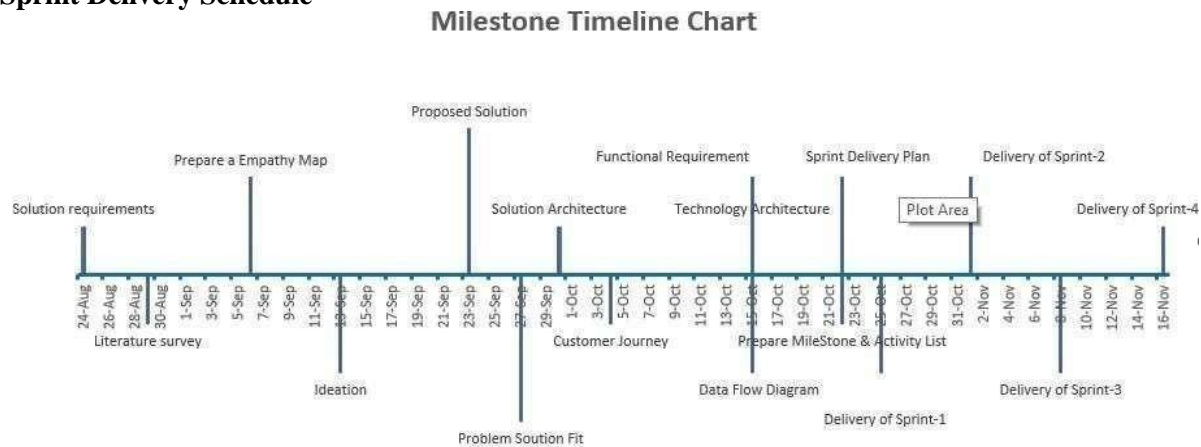 Sprint Delivery Schedule
Milestone Timeline Chart
Proposed Solution
Prepare a Empathy Map
Functional Requirement
Sprint Delivery Plan
Delivery of Sprint-2
Solution requirements
Solution Architecture
Technology Architecture
Plot Area
Delivery of Sprint-4
24-Aug
26-Aug
28-Aug
30-Aug
1-Sep
3-Sep
5-Sep
7-Sep
9-Sep
11-Sep
13-Sep
15-Sep
17-Sep
19-Sep
21-Sep
23-Sep
25-Sep
27-Sep
29-Sep
1-Oct
3-Oct
5-Oct
7-Oct
9-Oct
11-Oct
13-Oct
15-Oct
17-Oct
19-Oct
21-Oct
23-Oct
25-Oct
27-Oct
29-Oct
31-Oct
2-Nov
4-Nov
6-Nov
8-Nov
10-Nov
12-Nov
14-Nov
16-Nov
Literature survey
Customer Journey
Prepare MileStone & Activity List
Ideation
Data Flow Diagram
Delivery of Sprint-3
Delivery of Sprint-1
Problem Soution Fit